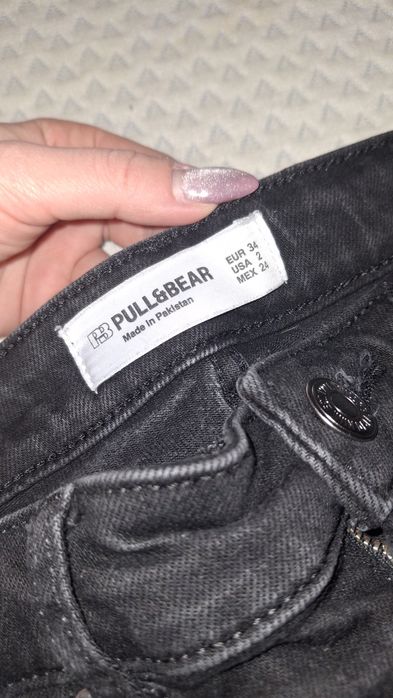 PB PULL&BEAR
Made in Pakistan
EUR 34
USA 2
MEX 24